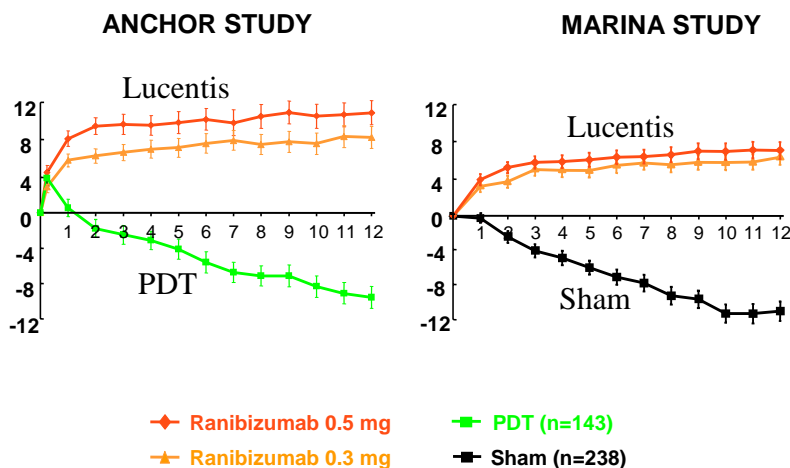 ANCHOR STUDY
MARINA STUDY
Lucentis
12
8
4
0
-4
-8
-12
1 2 3 4 5 6 7 8 9 10 11 12
PDT
Lucentis
12
8
4
0
-4
-8
-12
1 2 3 4 5 6 7 8 9 10 11 12
Sham
Ranibizumab 0.5 mg
PDT (n=143)
Ranibizumab 0.3 mg
Sham (n=238)